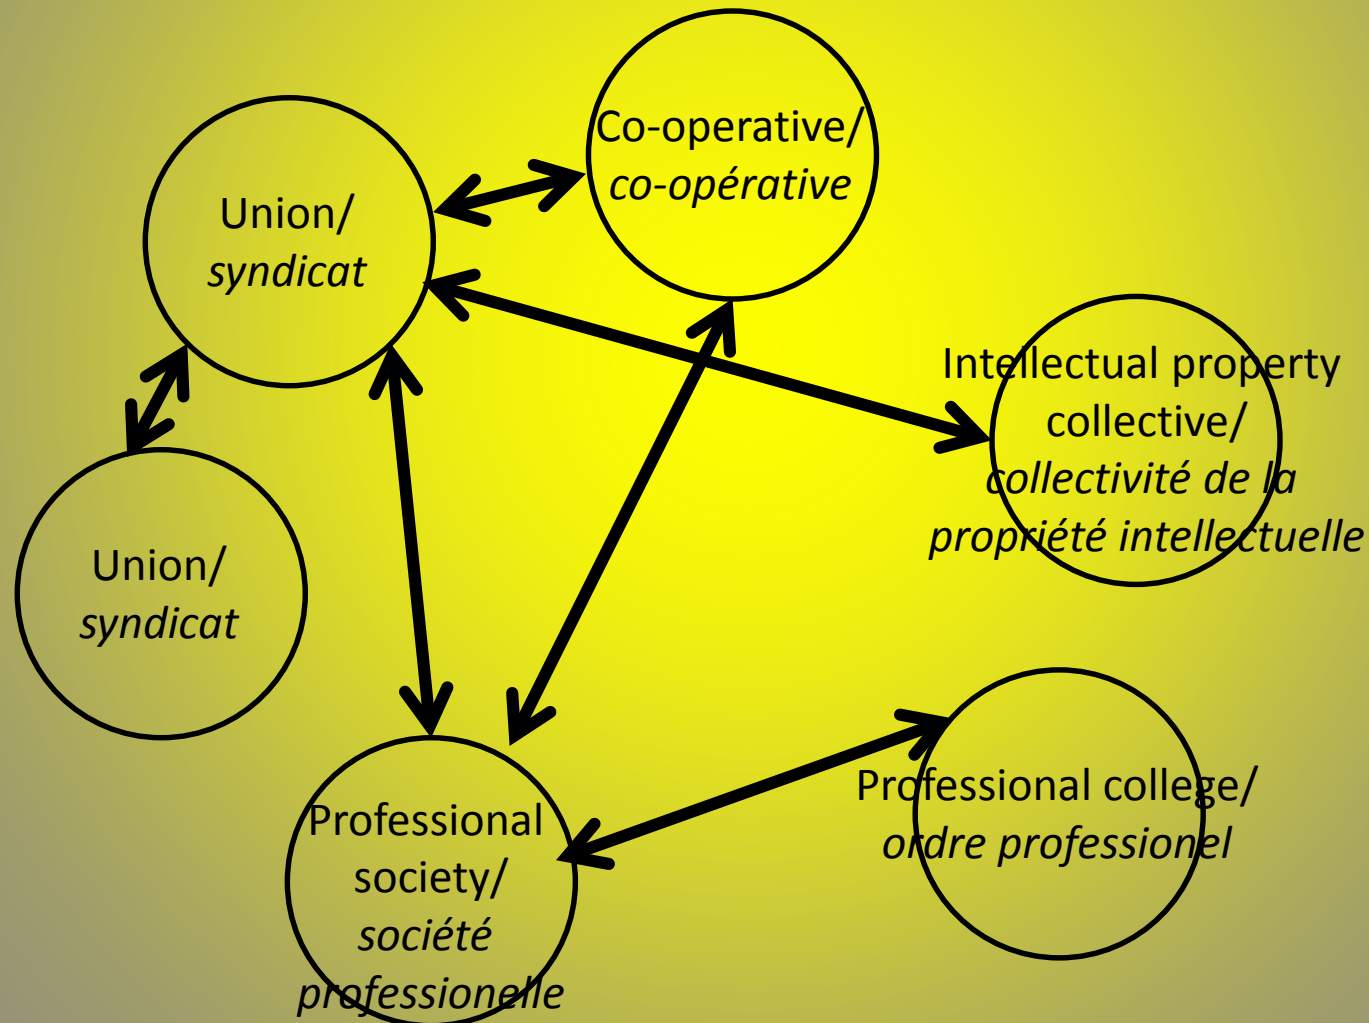 Co-operative/
co-opérative
Union/
syndicat
Intellectual property
collective/
collectivité de la
propriété intellectuelle
Union/
syndicat
Professional college/
ordre professionel
Professional
society/
société
professionelle